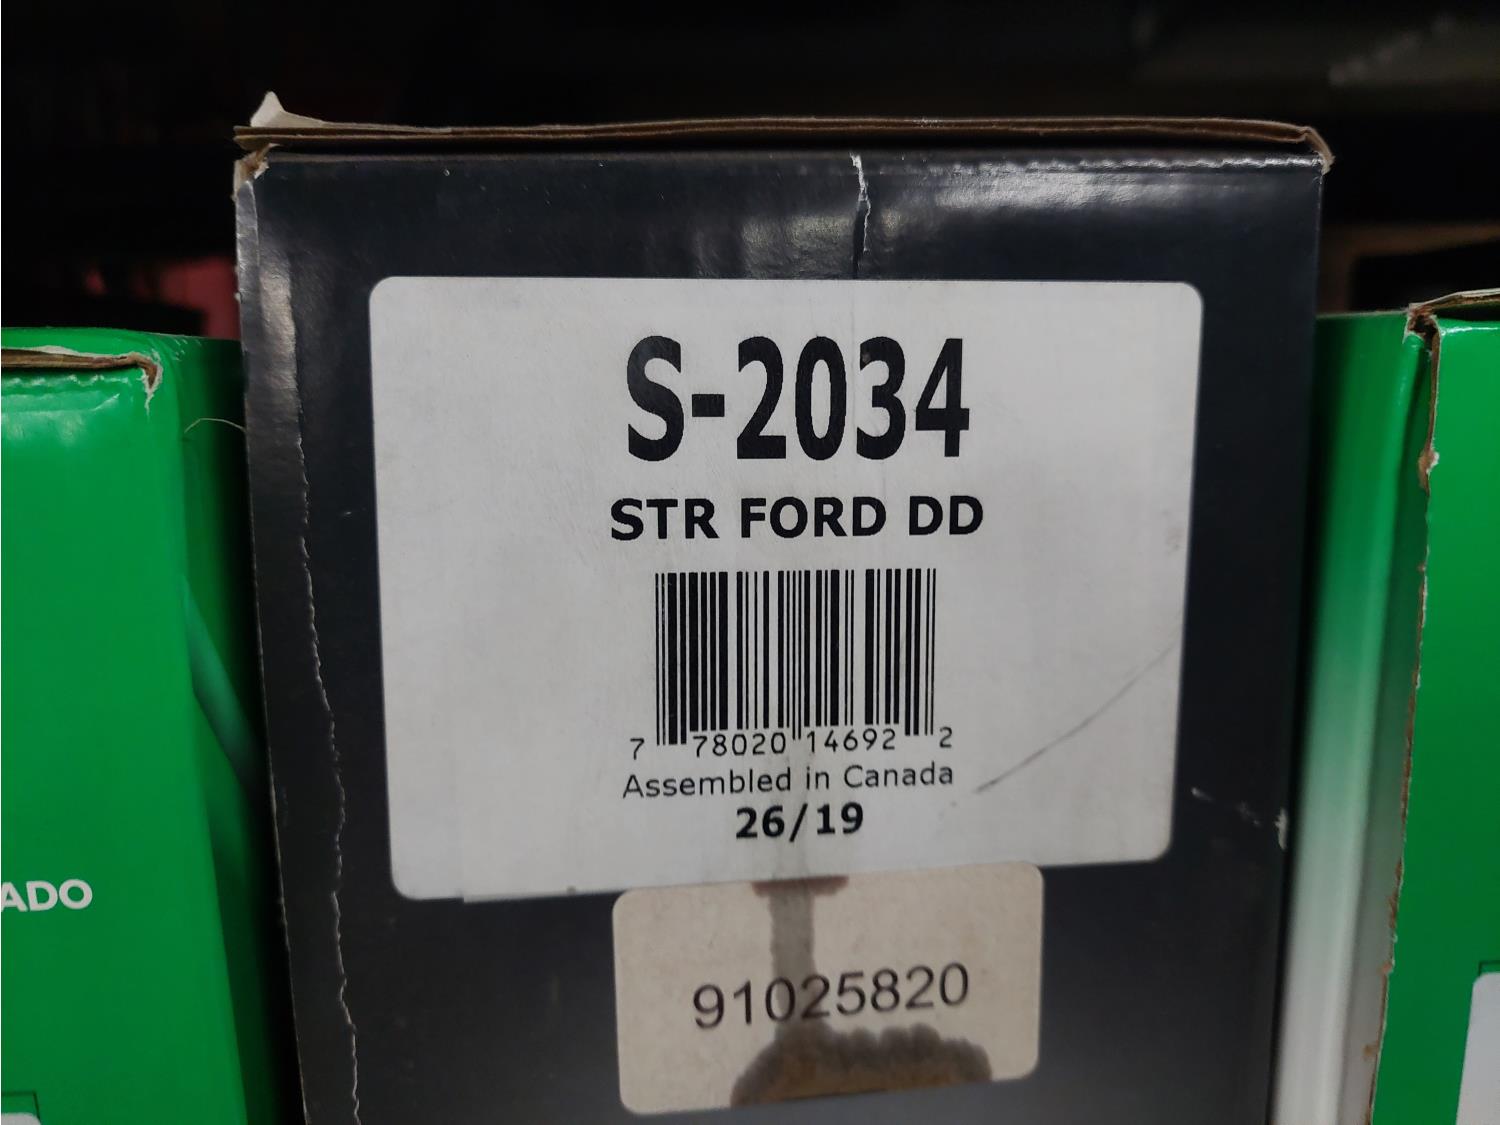 S-2034
STR FORD DD
7 78020 14692 2
Assembled in Canada
26/19
ADO
91025820